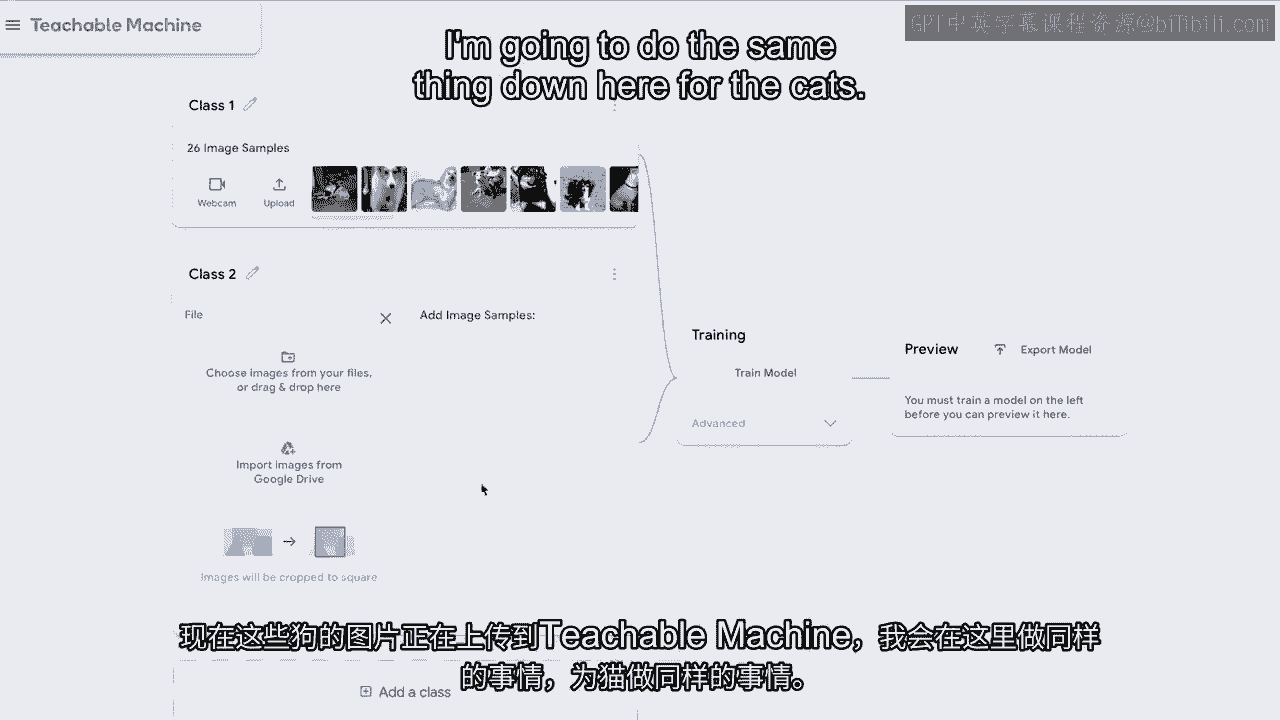 Teachable Machine
GPT中英字幕课程资源@bilibili.com
I'm going to do the same
thing down here for the cats.
Class 1
26 Image Samples
Webcam
Upload
Class 2
File
Add Image Samples:
Choose images from your files,
or drag & drop here
Import images from
Google Drive
Images will be cropped to square
Training
Train Model
Advanced
Preview
Export Model
You must train a model on the left
before you can preview it here.
现在这些狗的图片正在上传到Teachable Machine，我会在这里做同样
的事情，为猫做同样的事情。
Add a class